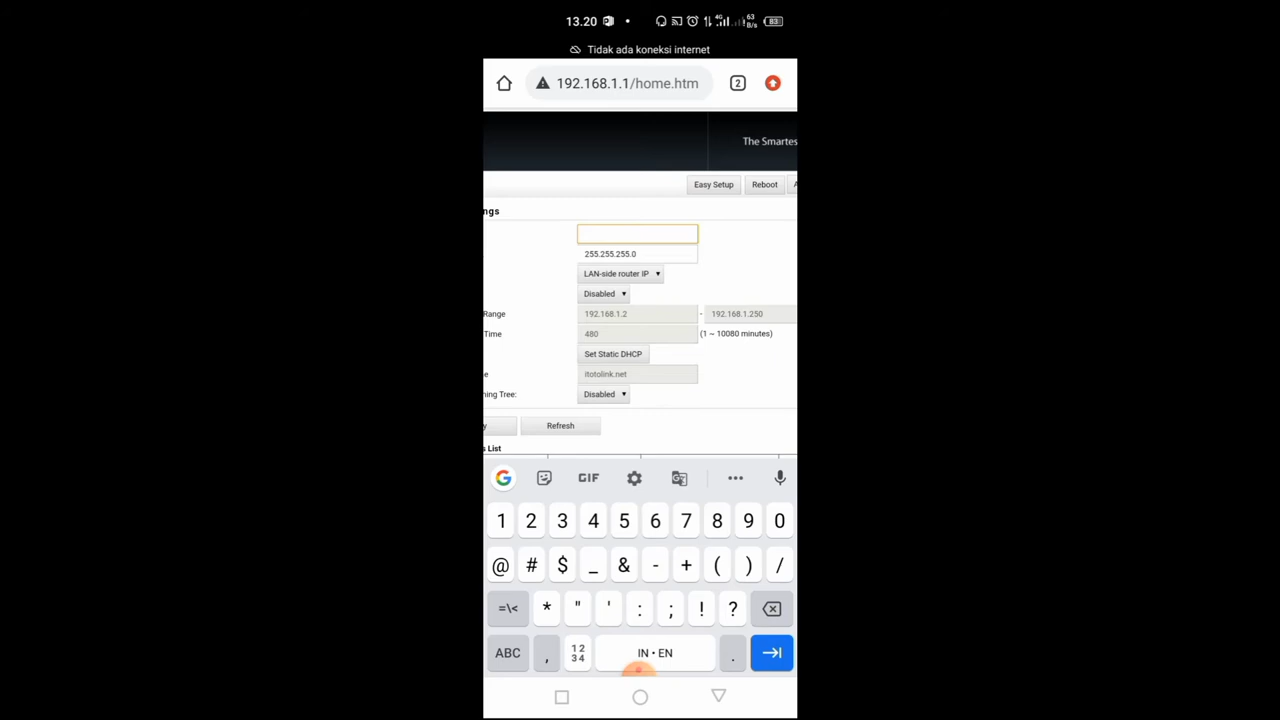 13.20 4G 63 B/s 83
Tidak ada koneksi internet
192.168.1.1/home.htm 2
The Smartes
Easy Setup Reboot A
ngs
255.255.255.0
LAN-side router IP
Disabled
Range 192.168.1.2 - 192.168.1.250
Time 480 (1 ~ 10080 minutes)
Set Static DHCP
e itotolink.net
ning Tree: Disabled
y Refresh
s List
G GIF
1 2 3 4 5 6 7 8 9 0
@ # $ _ & - + ( ) /
=\< * " ' : ; ! ?
ABC , 12 34 IN • EN .